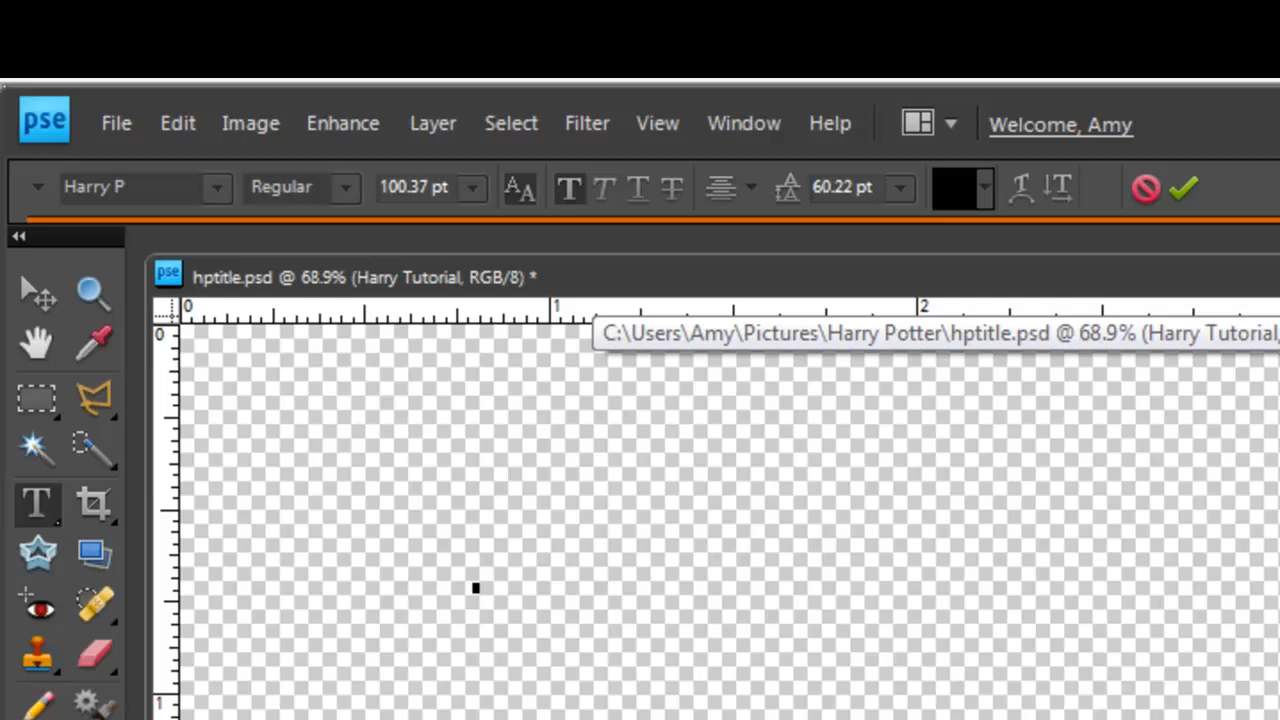 pse File Edit Image Enhance Layer Select Filter View Window Help Welcome, Amy
Harry P Regular 100.37 pt AA T T T T 60.22 pt T T
pse hptitle.psd @ 68.9% (Harry Tutorial, RGB/8) *
0 1 2
0 C:\Users\Amy\Pictures\Harry Potter\hptitle.psd @ 68.9% (Harry Tutorial,
T
1